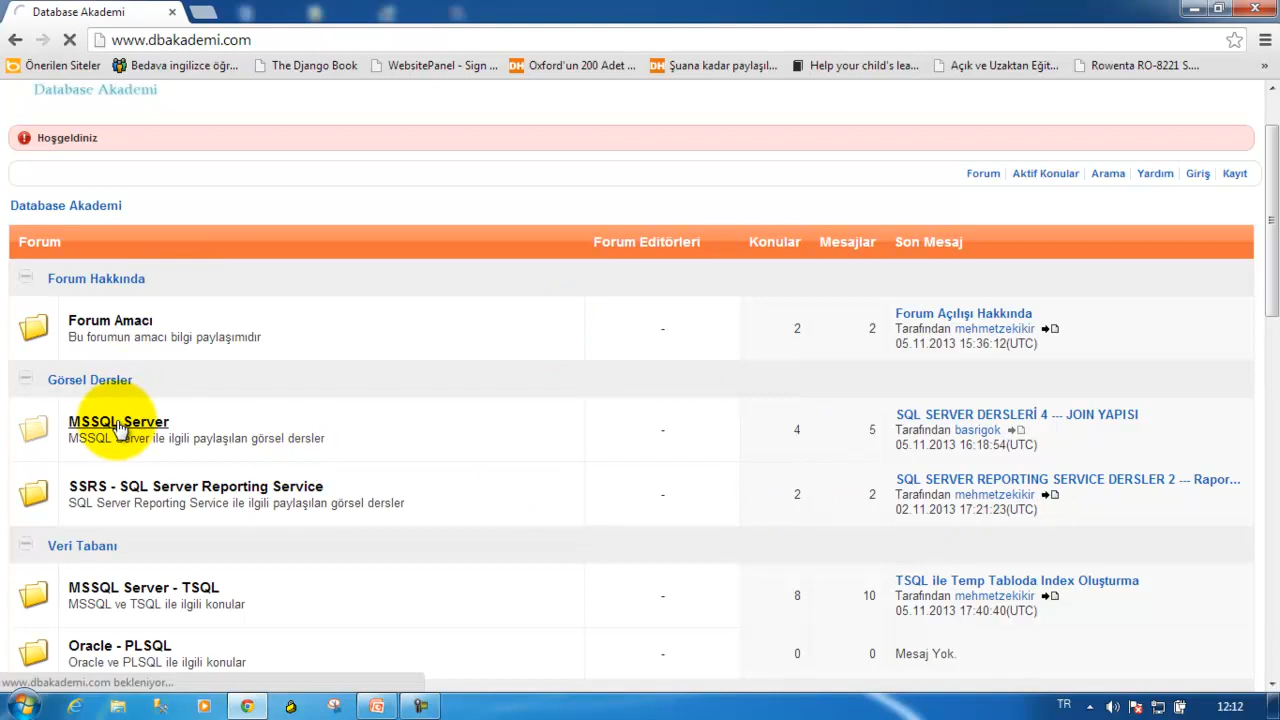 Database Akademi
www.dbakademi.com
Önerilen Siteler
Bedava ingilizce öğr...
The Django Book
WebsitePanel - Sign ...
DH Oxford'un 200 Adet ...
DH Şuana kadar paylaşıl...
Help your child's lea...
Açık ve Uzaktan Eğit...
Rowenta RO-8221 S....
»
Database Akademi
Hoşgeldiniz
Forum Aktif Konular Arama Yardım Giriş Kayıt
Database Akademi
Forum Forum Editörleri Konular Mesajlar Son Mesaj
Forum Hakkında
Forum Amacı
Bu forumun amacı bilgi paylaşımıdır
- 2 2
Forum Açılışı Hakkında
Tarafından mehmetzekikir
05.11.2013 15:36:12(UTC)
Görsel Dersler
MSSQL Server
MSSQL Server ile ilgili paylaşılan görsel dersler
- 4 5
SQL SERVER DERSLERİ 4 --- JOIN YAPISI
Tarafından basrigok
05.11.2013 16:18:54(UTC)
SSRS - SQL Server Reporting Service
SQL Server Reporting Service ile ilgili paylaşılan görsel dersler
- 2 2
SQL SERVER REPORTING SERVICE DERSLER 2 --- Rapor...
Tarafından mehmetzekikir
02.11.2013 17:21:23(UTC)
Veri Tabanı
MSSQL Server - TSQL
MSSQL ve TSQL ile ilgili konular
- 8 10
TSQL ile Temp Tabloda Index Oluşturma
Tarafından mehmetzekikir
05.11.2013 17:40:40(UTC)
Oracle - PLSQL
Oracle ve PLSQL ile ilgili konular
- 0 0
Mesaj Yok.
www.dbakademi.com bekleniyor...
TR 12:12